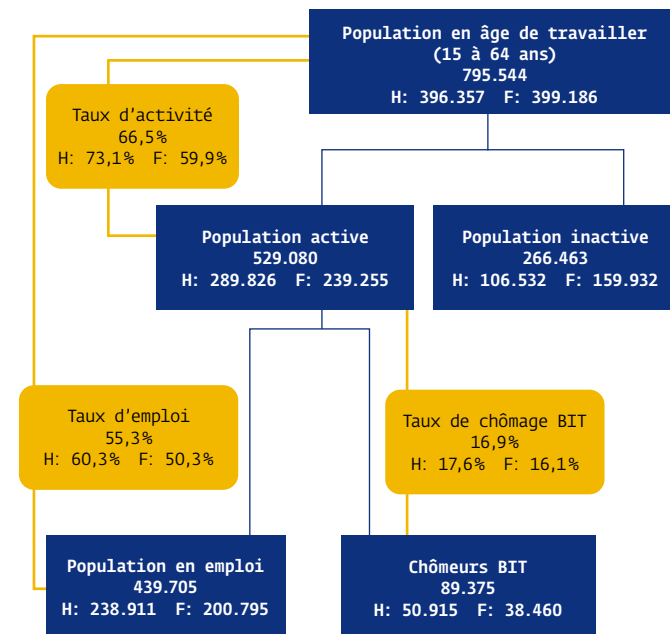 Population en âge de travailler
(15 à 64 ans)
795.544
H: 396.357 F: 399.186
Taux d'activité
66,5%
H: 73,1% F: 59,9%
Population active
529.080
H: 289.826 F: 239.255
Population inactive
266.463
H: 106.532 F: 159.932
Taux d'emploi
55,3%
H: 60,3% F: 50,3%
Taux de chômage BIT
16,9%
H: 17,6% F: 16,1%
Population en emploi
439.705
H: 238.911 F: 200.795
Chômeurs BIT
89.375
H: 50.915 F: 38.460